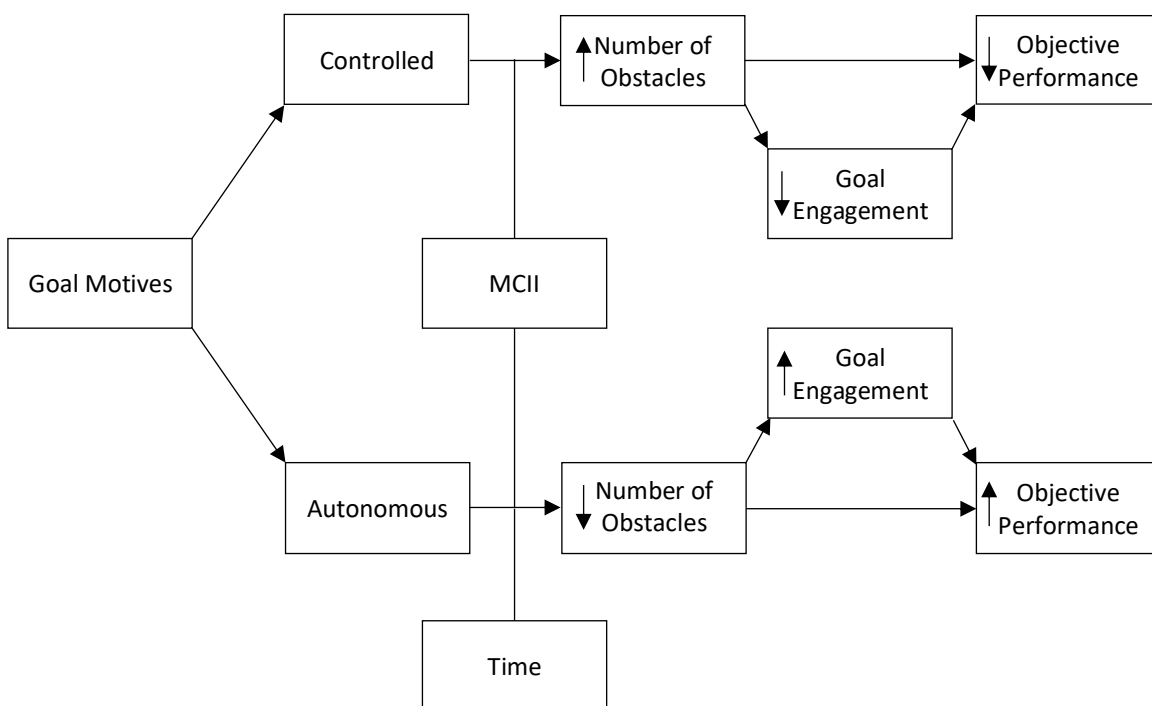 Controlled
Number of
Obstacles
Objective
Performance
Goal
Engagement
Goal Motives
MCII
Goal
Engagement
Autonomous
Number of
Obstacles
Objective
Performance
Time